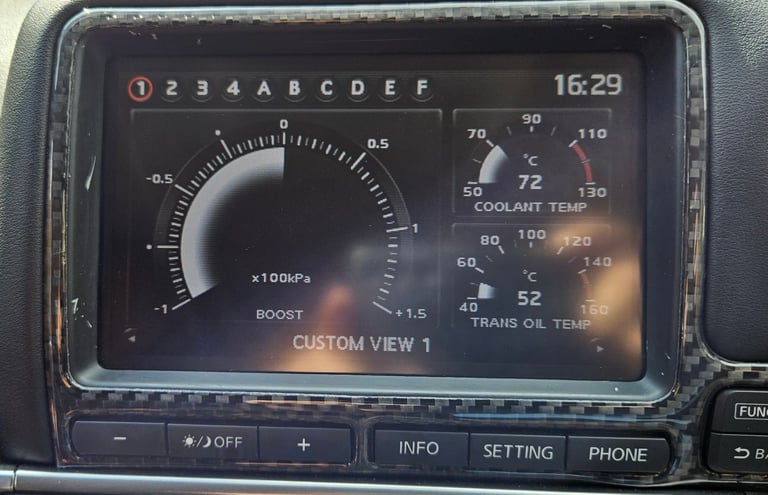 1 2 3 4 A B C D E F
16:29
0
0.5
-0.5
1
-1
+1.5
x100kPa
BOOST
90
70
110
°C
72
50
130
COOLANT TEMP
100
80
120
60
140
°C
52
40
160
TRANS OIL TEMP
CUSTOM VIEW 1
−
OFF
+
INFO
SETTING
PHONE